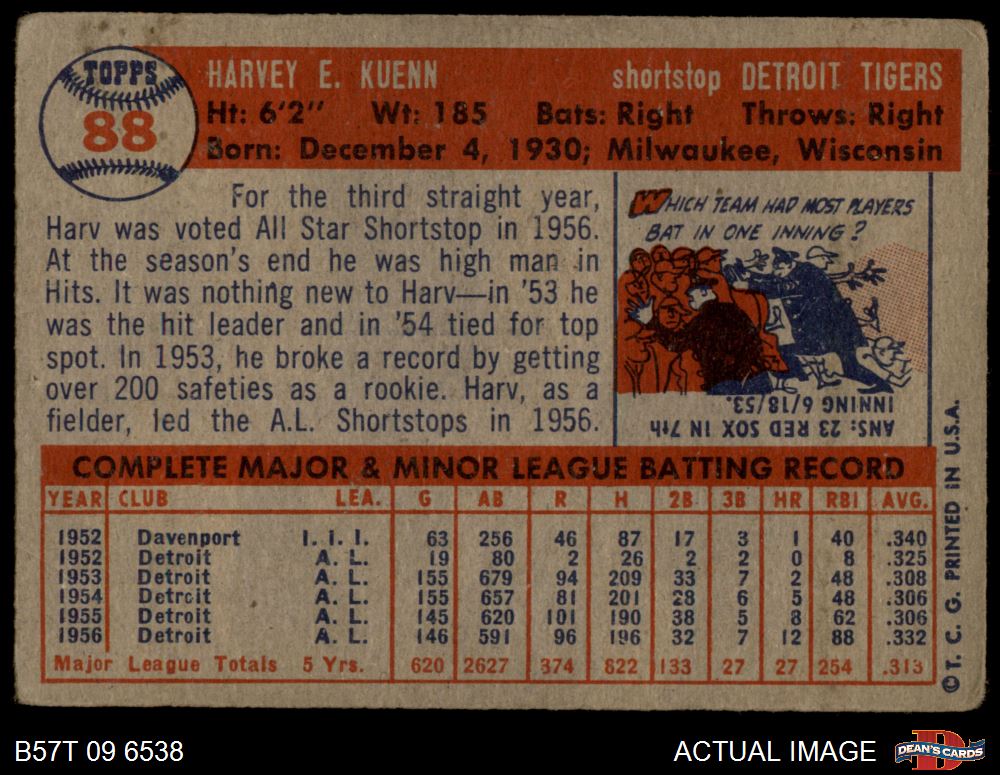 TOPPS
88
HARVEY E. KUENN shortstop DETROIT TIGERS
Ht: 6'2" Wt: 185 Bats: Right Throws: Right
Born: December 4, 1930; Milwaukee, Wisconsin
For the third straight year,
Harv was voted All Star Shortstop in 1956.
At the season's end he was high man in
Hits. It was nothing new to Harv—in '53 he
was the hit leader and in '54 tied for top
spot. In 1953, he broke a record by getting
over 200 safeties as a rookie. Harv, as a
fielder, led the A.L. Shortstops in 1956.
WHICH TEAM HAD MOST PLAYERS
BAT IN ONE INNING?
ANS: 23 RED SOX IN 7th
INNING 6/18/53.
COMPLETE MAJOR & MINOR LEAGUE BATTING RECORD
YEAR CLUB LEA. G AB R H 2B 3B HR RBI AVG.
1952 Davenport I. I. I. 63 256 46 87 17 3 1 40 .340
1952 Detroit A. L. 19 80 2 26 2 2 0 8 .325
1953 Detroit A. L. 155 679 94 209 33 7 2 48 .308
1954 Detroit A. L. 155 657 81 201 28 6 5 48 .306
1955 Detroit A. L. 145 620 101 190 38 5 8 62 .306
1956 Detroit A. L. 146 591 96 196 32 7 12 88 .332
Major League Totals 5 Yrs. 620 2627 374 822 133 27 27 254 .313
©T. C. G. PRINTED IN U.S.A.
B57T 09 6538 ACTUAL IMAGE
DEAN'S CARDS